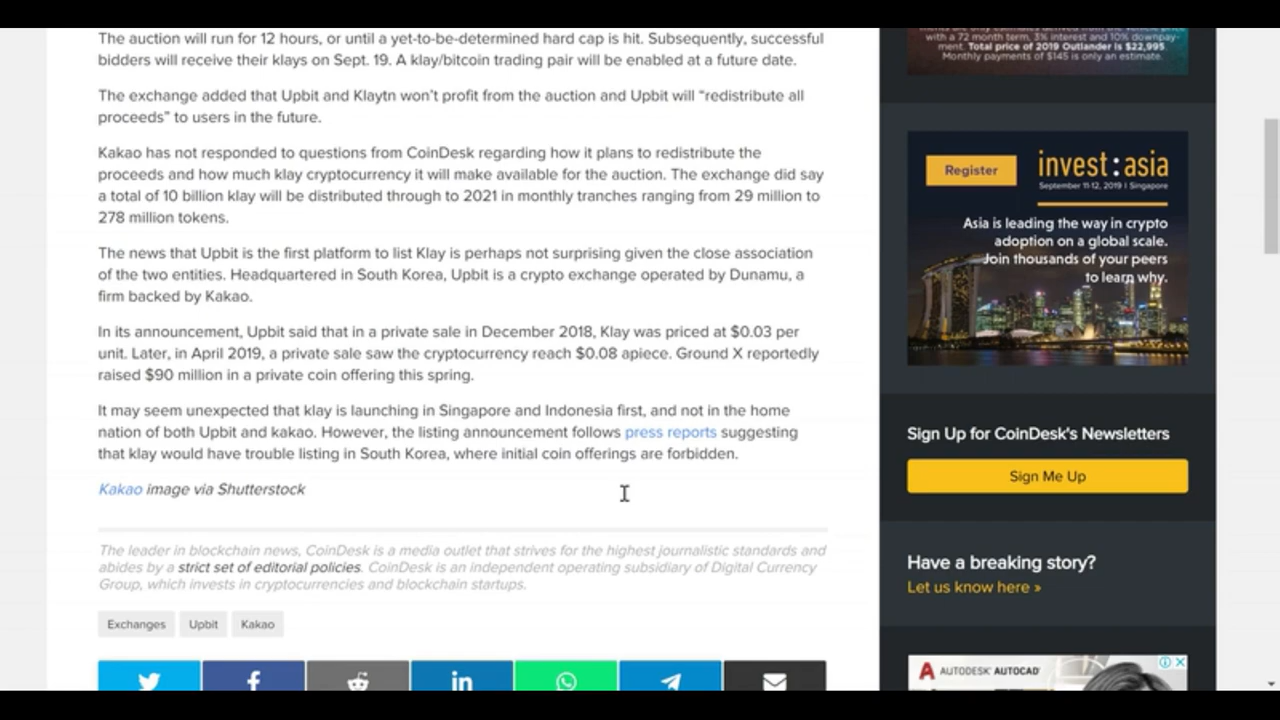 The auction will run for 12 hours, or until a yet-to-be-determined hard cap is hit. Subsequently, successful
bidders will receive their klays on Sept. 19. A klay/bitcoin trading pair will be enabled at a future date.
The exchange added that Upbit and Klaytn won't profit from the auction and Upbit will “redistribute all
proceeds” to users in the future.
Kakao has not responded to questions from CoinDesk regarding how it plans to redistribute the
proceeds and how much klay cryptocurrency it will make available for the auction. The exchange did say
a total of 10 billion klay will be distributed through to 2021 in monthly tranches ranging from 29 million to
278 million tokens.
The news that Upbit is the first platform to list Klay is perhaps not surprising given the close association
of the two entities. Headquartered in South Korea, Upbit is a crypto exchange operated by Dunamu, a
firm backed by Kakao.
In its announcement, Upbit said that in a private sale in December 2018, Klay was priced at $0.03 per
unit. Later, in April 2019, a private sale saw the cryptocurrency reach $0.08 apiece. Ground X reportedly
raised $90 million in a private coin offering this spring.
It may seem unexpected that klay is launching in Singapore and Indonesia first, and not in the home
nation of both Upbit and kakao. However, the listing announcement follows press reports suggesting
that klay would have trouble listing in South Korea, where initial coin offerings are forbidden.
Kakao image via Shutterstock
The leader in blockchain news, CoinDesk is a media outlet that strives for the highest journalistic standards and
abides by a strict set of editorial policies. CoinDesk is an independent operating subsidiary of Digital Currency
Group, which invests in cryptocurrencies and blockchain startups.
Exchanges
Upbit
Kakao
with a 72 month term, 3% interest and 10% downpay-
ment. Total price of 2019 Outlander is $22,995
Monthly payments of $145 is only an estimate.
Register
invest:asia
September 11-12, 2019 | Singapore
Asia is leading the way in crypto
adoption on a global scale.
Join thousands of your peers
to learn why.
Sign Up for CoinDesk's Newsletters
Sign Me Up
Have a breaking story?
Let us know here »
AUTODESK® AUTOCAD®